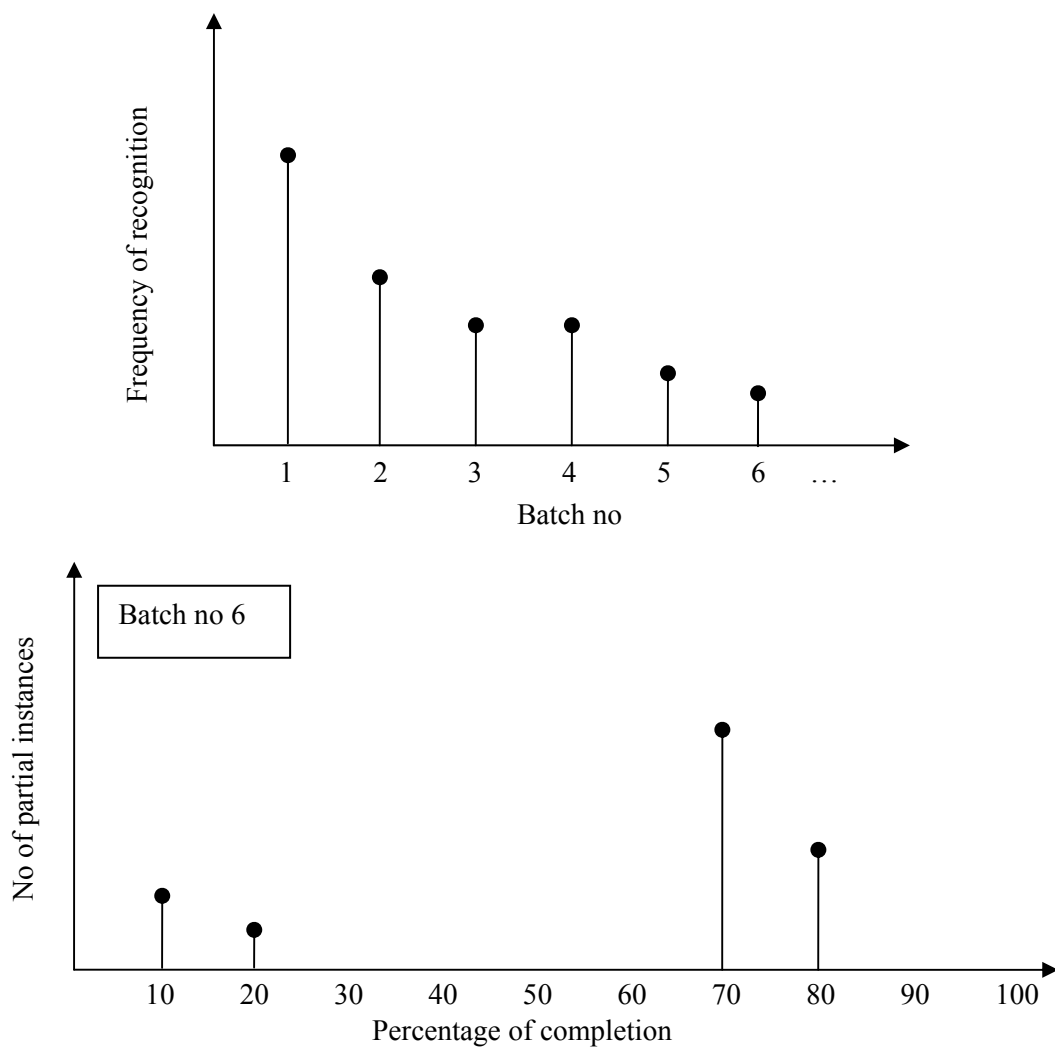 Frequency of recognition
1 2 3 4 5 6 …
Batch no
Batch no 6
No of partial instances
10 20 30 40 50 60 70 80 90 100
Percentage of completion